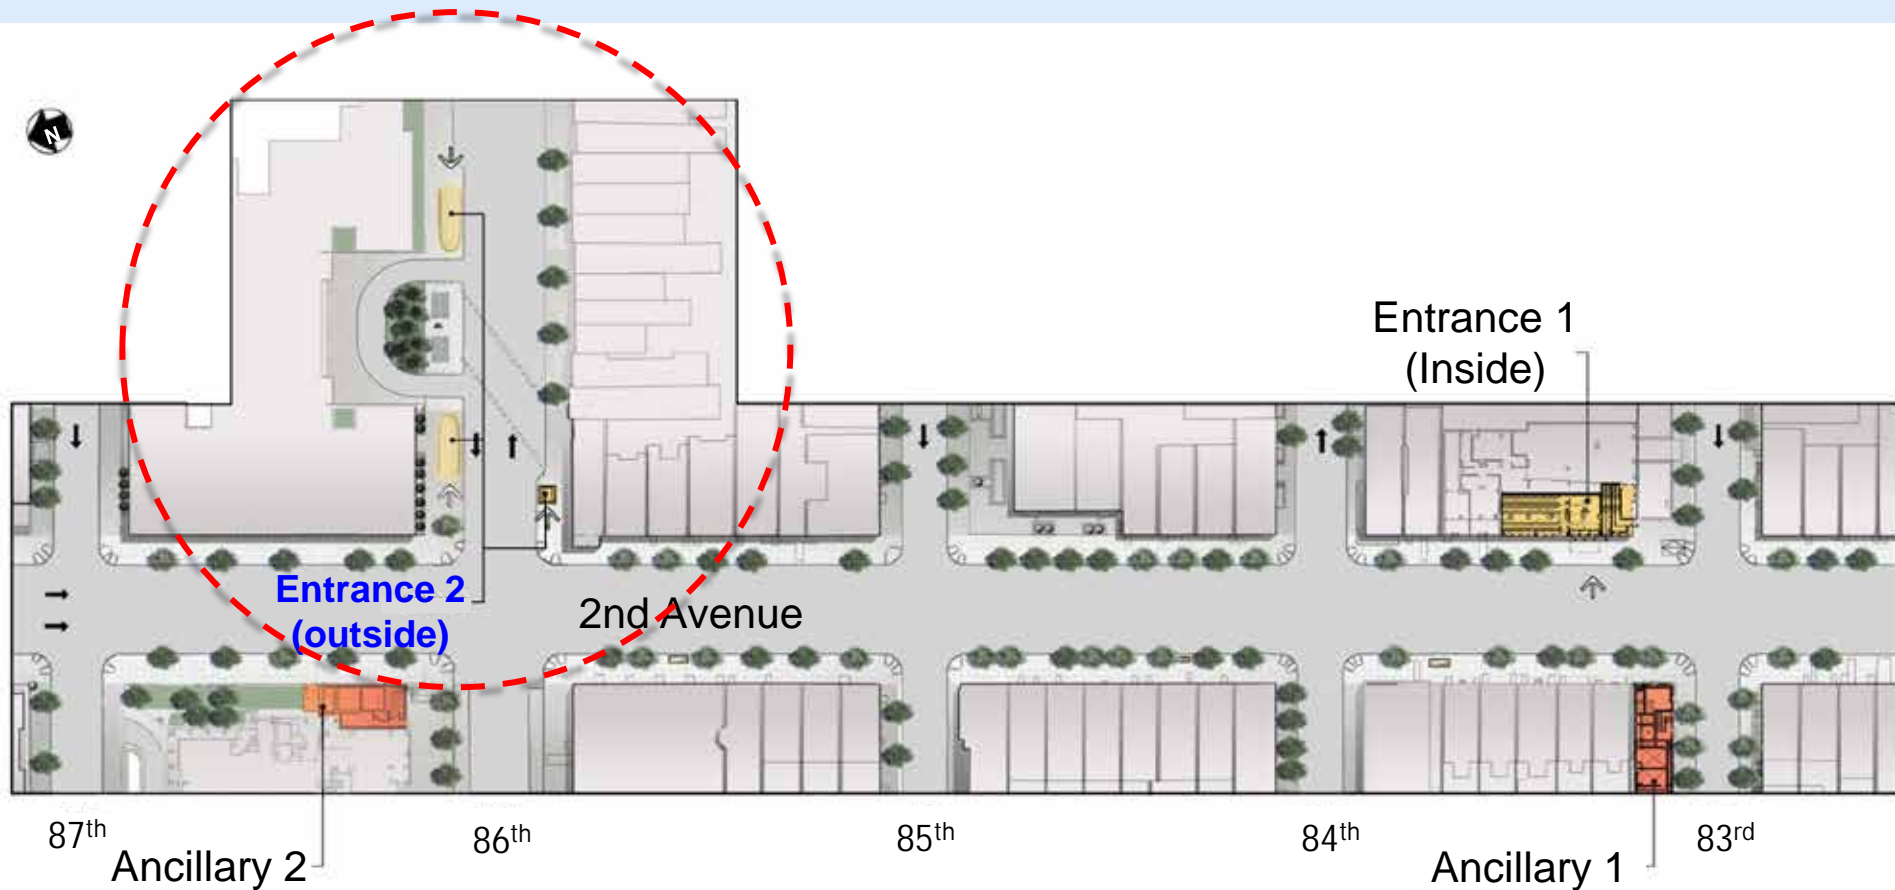 N
Entrance 1
(Inside)
Entrance 2
(outside)
2nd Avenue
87th
86th
85th
84th
83rd
Ancillary 2
Ancillary 1